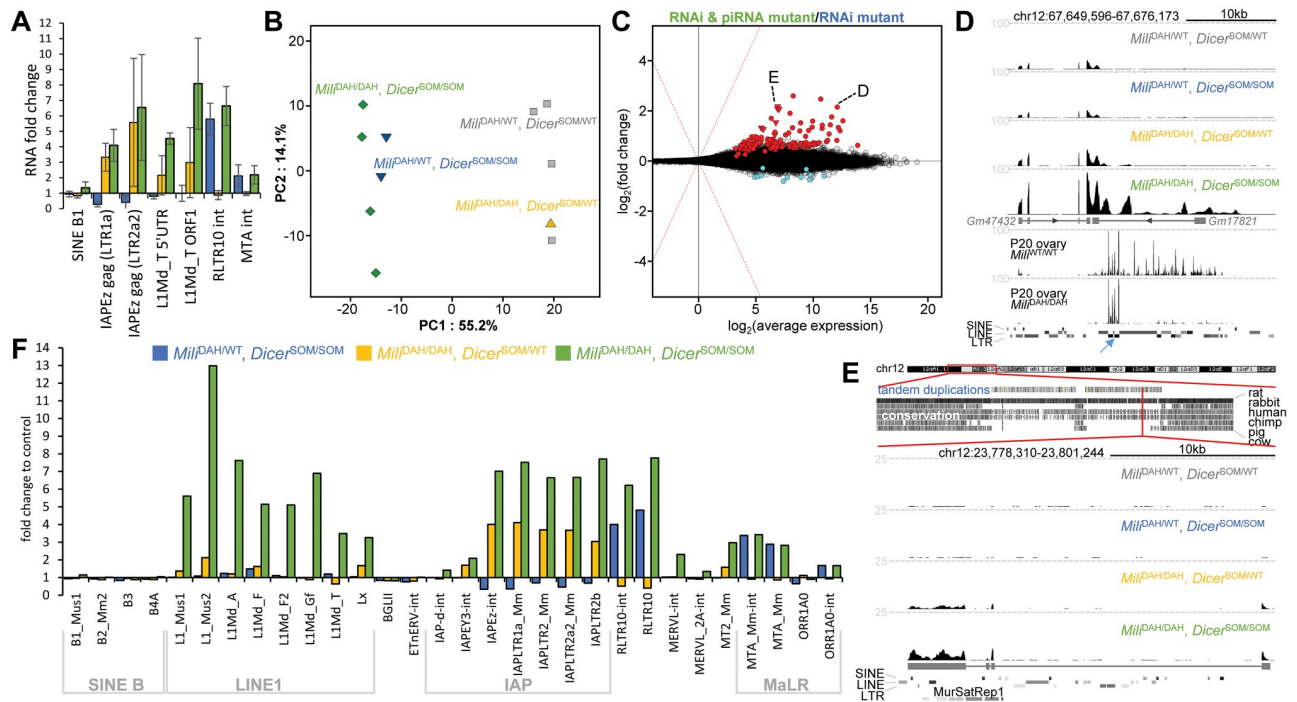 A
RNA fold change
12
11
10
9
8
7
6
5
4
3
2
1
0
SINE B1
IAPEz gag (LTR1a)
IAPEz gag (LTR2a2)
L1Md_T 5'UTR
L1Md_T ORF1
RLTR10 int
MTA int
B
PC2 : 14.1%
20
10
0
-10
Mili^DAH/DAH, Dicer^SOM/SOM
Mili^DAH/WT, Dicer^SOM/WT
Mili^DAH/WT, Dicer^SOM/SOM
Mili^DAH/DAH, Dicer^SOM/WT
-20 -10 0 10 20
PC1 : 55.2%
C
RNAi & piRNA mutant/RNAi mutant
log2(fold change)
4
2
0
-2
-4
E
D
0 5 10 15 20
log2(average expression)
D
chr12:67,649,596-67,676,173 10kb
100
Mili^DAH/WT, Dicer^SOM/WT
100
Mili^DAH/WT, Dicer^SOM/SOM
100
Mili^DAH/DAH, Dicer^SOM/WT
100
Mili^DAH/DAH, Dicer^SOM/SOM
Gm47432 Gm17821
100
P20 ovary
Mili^WT/WT
100
P20 ovary
Mili^DAH/DAH
SINE
LINE
LTR
E
chr12
tandem duplications
conservation
rat
rabbit
human
chimp
pig
cow
chr12:23,778,310-23,801,244 10kb
25
Mili^DAH/WT, Dicer^SOM/WT
25
Mili^DAH/WT, Dicer^SOM/SOM
25
Mili^DAH/DAH, Dicer^SOM/WT
25
Mili^DAH/DAH, Dicer^SOM/SOM
SINE
LINE
LTR
MurSatRep1
F
Mili^DAH/WT, Dicer^SOM/SOM Mili^DAH/DAH, Dicer^SOM/WT Mili^DAH/DAH, Dicer^SOM/SOM
fold change to control
14
13
12
11
10
9
8
7
6
5
4
3
2
1
0
B1_Mus1
B2_Mm2
B3
B4A
L1_Mus1
L1_Mus2
L1Md_A
L1Md_F
L1Md_F2
L1Md_Gf
L1Md_T
Lx
BGLII
ETnERV-int
IAP-d-int
IAPEY3-int
IAPEz-int
IAPLTR1a_Mm
IAPLTR2_Mm
IAPLTR2a2_Mm
IAPLTR2b
RLTR10-int
RLTR10
MERVL-int
MERVL_2A-int
MT2_Mm
MTA_Mm-int
MTA_Mm
ORR1A0
ORR1A0-int
SINE B
LINE1
IAP
MaLR